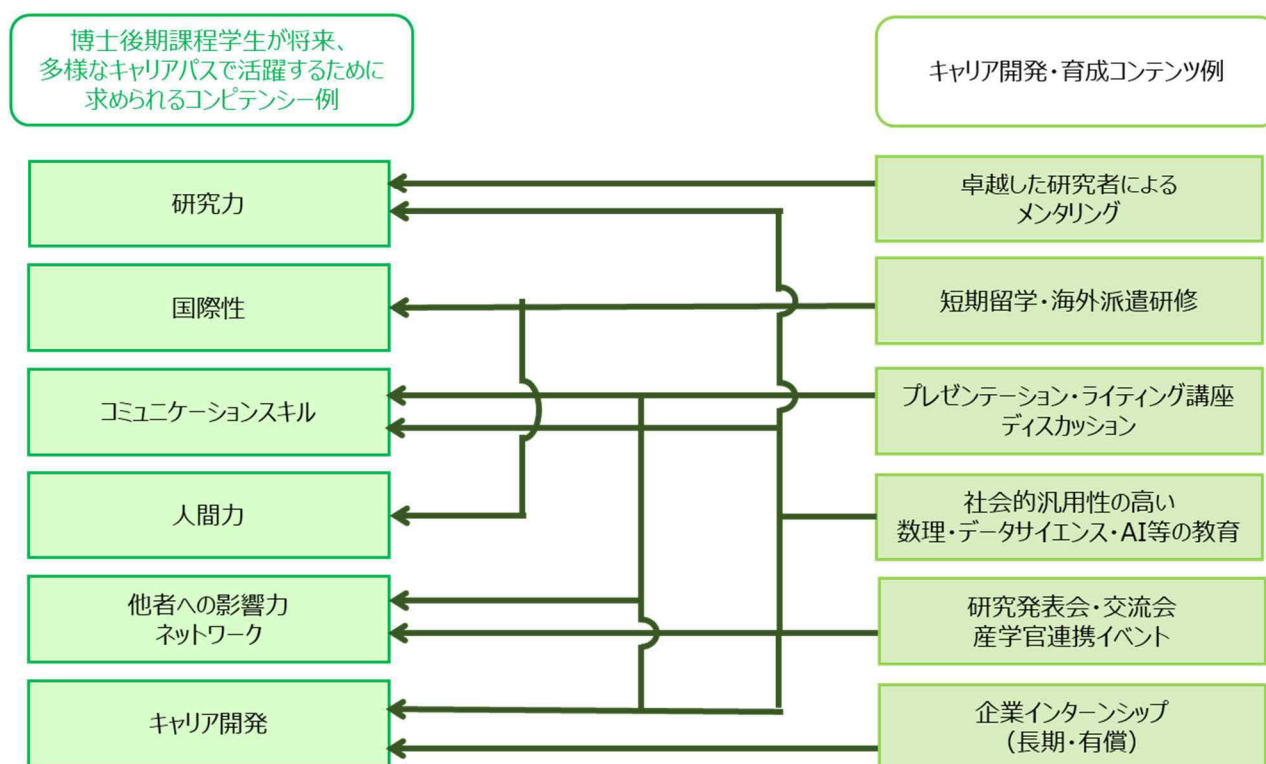 博士後期課程学生が将来、
多様なキャリアパスで活躍するために
求められるコンピテンシー例
キャリア開発・育成コンテンツ例
研究力
卓越した研究者による
メンタリング
国際性
短期留学・海外派遣研修
コミュニケーションスキル
プレゼンテーション・ライティング講座
ディスカッション
人間力
社会的汎用性の高い
数理・データサイエンス・AI等の教育
他者への影響力
ネットワーク
研究発表会・交流会
産学官連携イベント
キャリア開発
企業インターンシップ
（長期・有償）